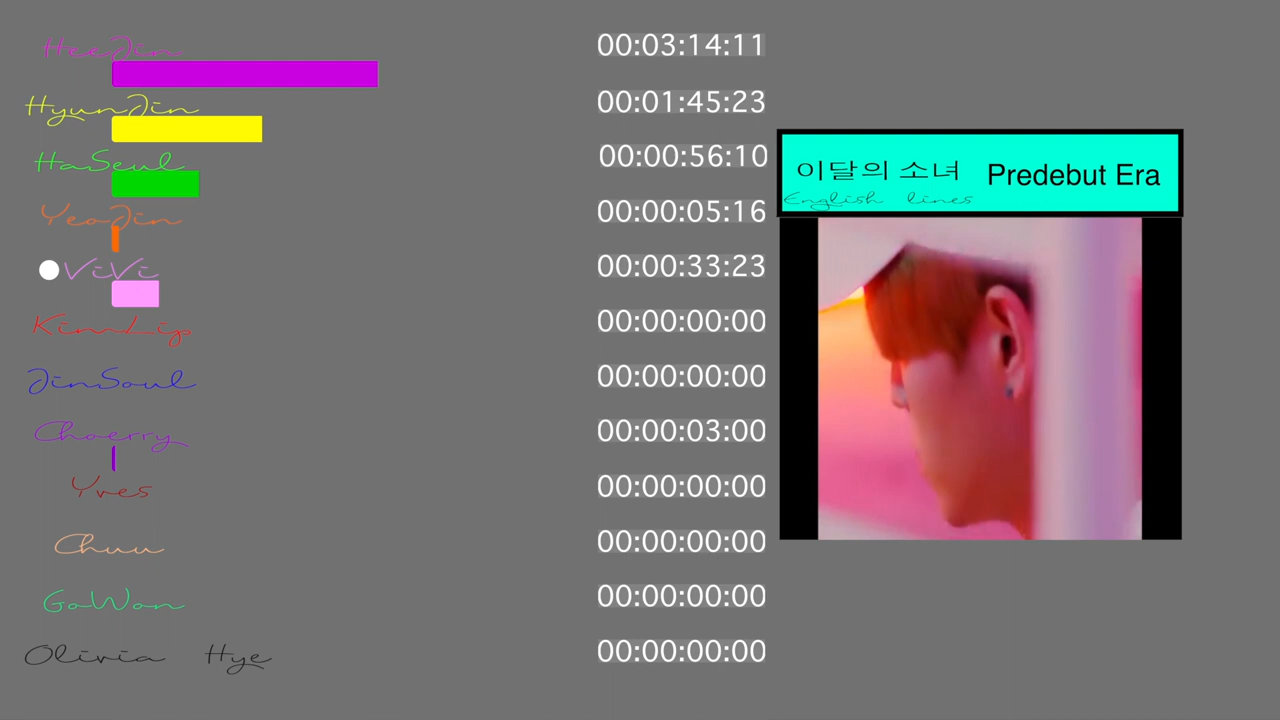 HeeJin 00:03:14:11
HyunJin 00:01:45:23
HaSeul 00:00:56:10
YeoJin 00:00:05:16
ViVi 00:00:33:23
KimLip 00:00:00:00
JinSoul 00:00:00:00
Choerry 00:00:03:00
Yves 00:00:00:00
Chuu 00:00:00:00
GoWon 00:00:00:00
Olivia Hye 00:00:00:00
이달의 소녀 Predebut Era
English lines